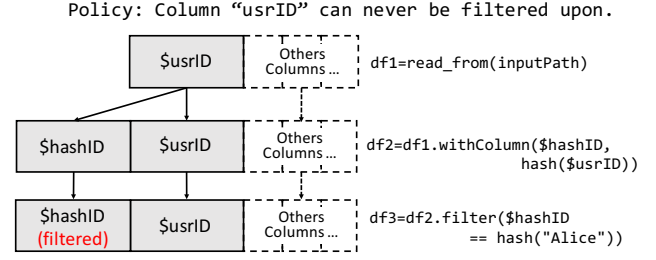 Policy: Column “usrID” can never be filtered upon.
$usrID
Others
Columns ...
df1=read_from(inputPath)
$hashID
$usrID
Others
Columns ...
df2=df1.withColumn($hashID,
hash($usrID))
$hashID
(filtered)
$usrID
Others
Columns ...
df3=df2.filter($hashID
== hash("Alice"))